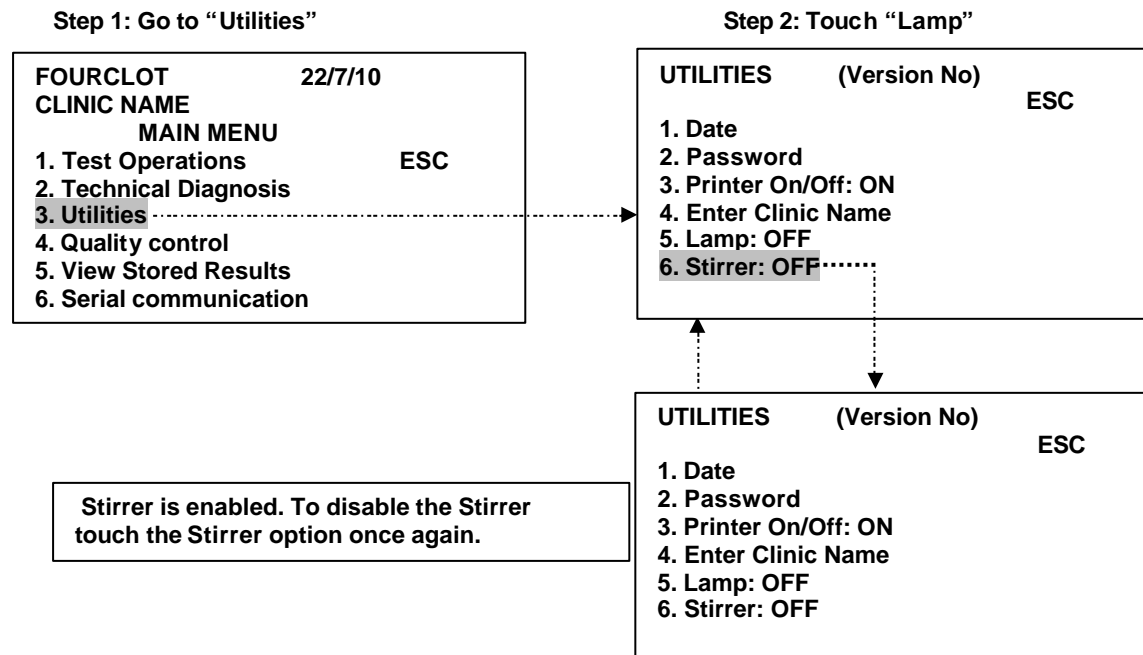 Step 1: Go to “Utilities”
FOURCLOT 22/7/10
CLINIC NAME
MAIN MENU
1. Test Operations ESC
2. Technical Diagnosis
3. Utilities
4. Quality control
5. View Stored Results
6. Serial communication
Step 2: Touch “Lamp”
UTILITIES (Version No)
ESC
1. Date
2. Password
3. Printer On/Off: ON
4. Enter Clinic Name
5. Lamp: OFF
6. Stirrer: OFF
Stirrer is enabled. To disable the Stirrer
touch the Stirrer option once again.
UTILITIES (Version No)
ESC
1. Date
2. Password
3. Printer On/Off: ON
4. Enter Clinic Name
5. Lamp: OFF
6. Stirrer: OFF